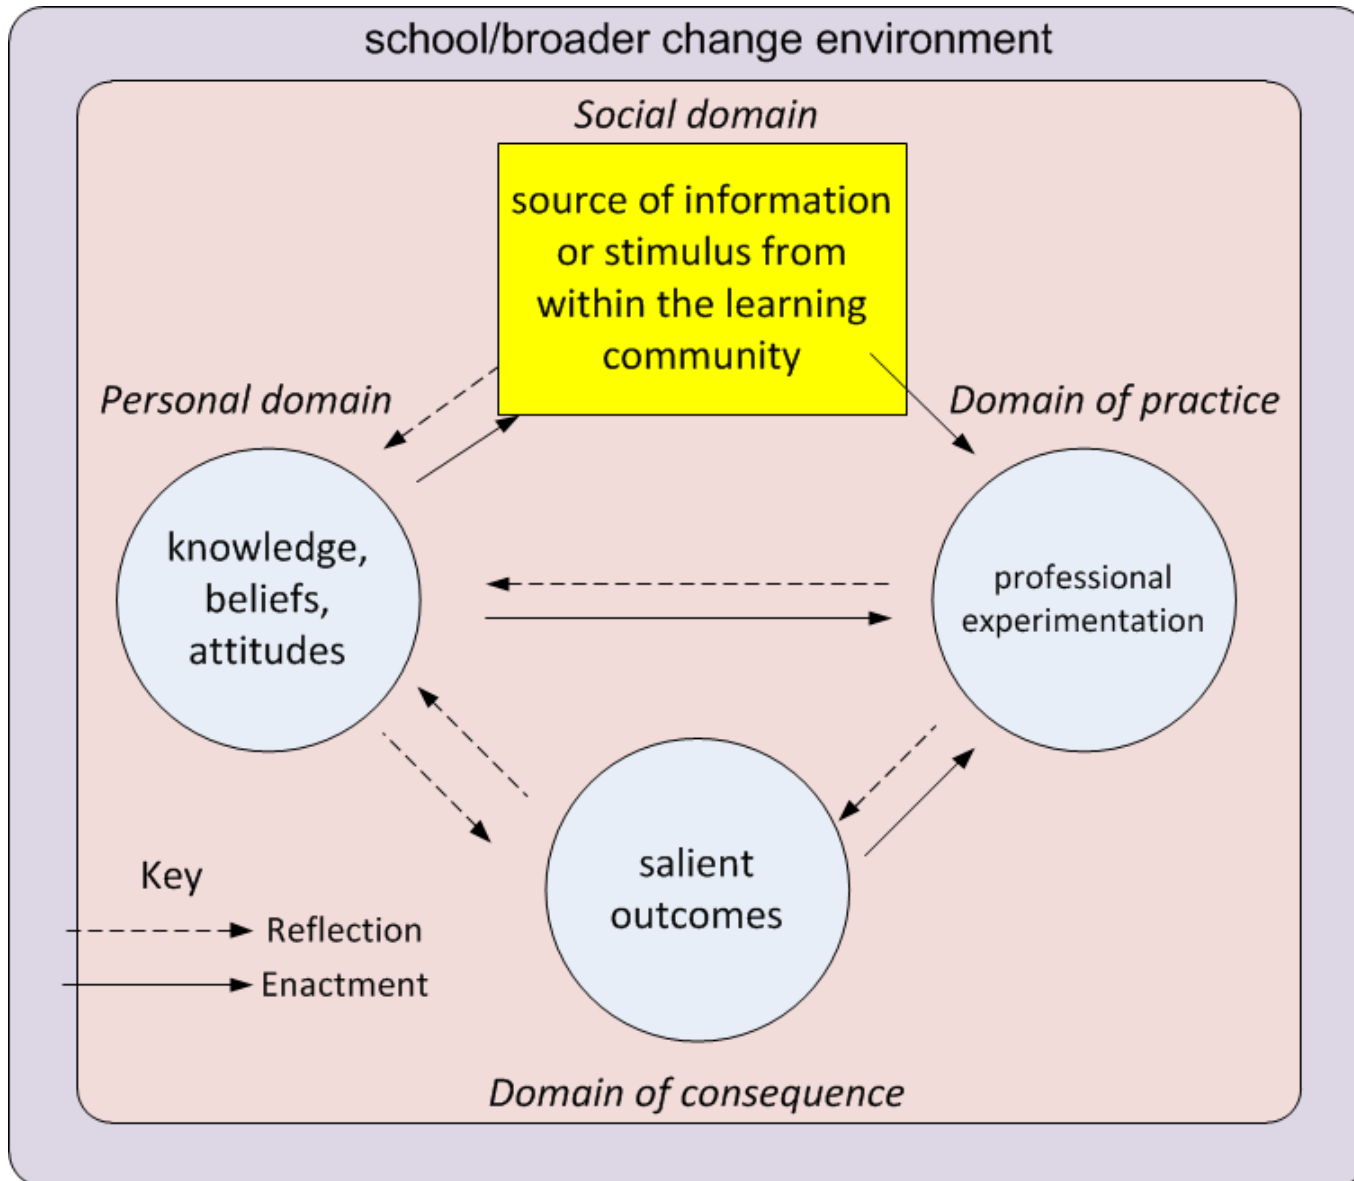 school/broader change environment
Social domain
source of information
or stimulus from
within the learning
community
Personal domain
Domain of practice
knowledge,
beliefs,
attitudes
professional
experimentation
salient
outcomes
Key
Reflection
Enactment
Domain of consequence